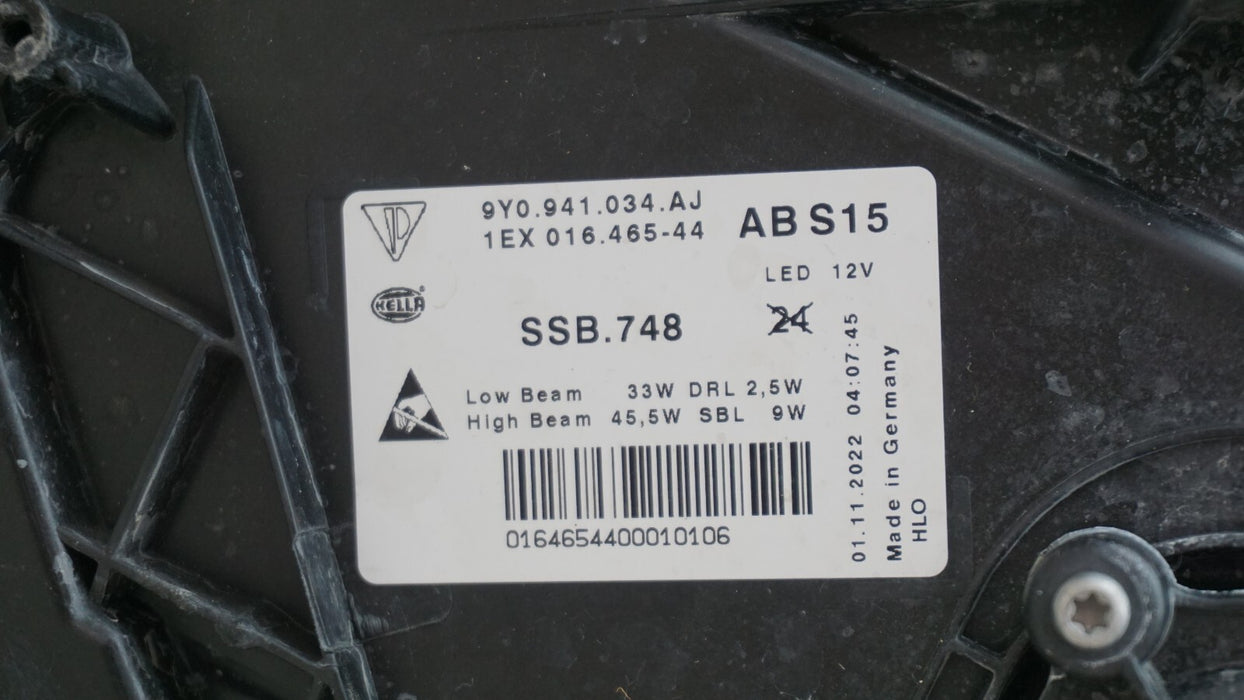 9Y0.941.034.AJ
1EX 016.465-44
AB S15
LED 12V
HELLA
®
SSB.748
24
Low Beam 33W DRL 2,5W
High Beam 45,5W SBL 9W
0164654400010106
01.11.2022 04:07:45
Made in Germany
HLO